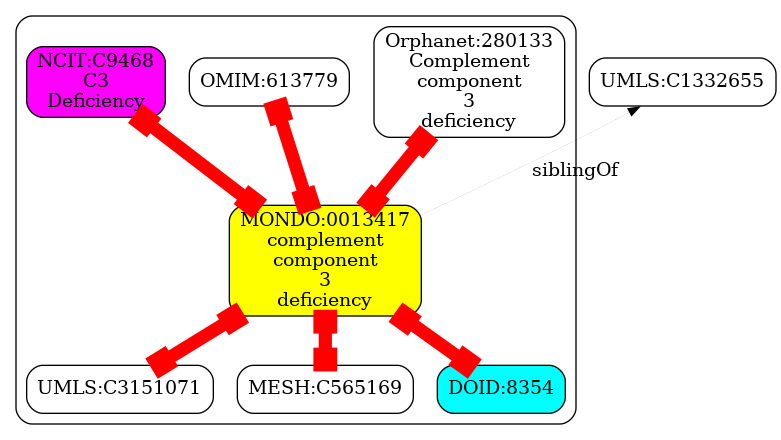 NCIT:C9468
C3
Deficiency
OMIM:613779
Orphanet:280133
Complement
component
3
deficiency
UMLS:C1332655
siblingOf
MONDO:0013417
complement
component
3
deficiency
UMLS:C3151071
MESH:C565169
DOID:8354